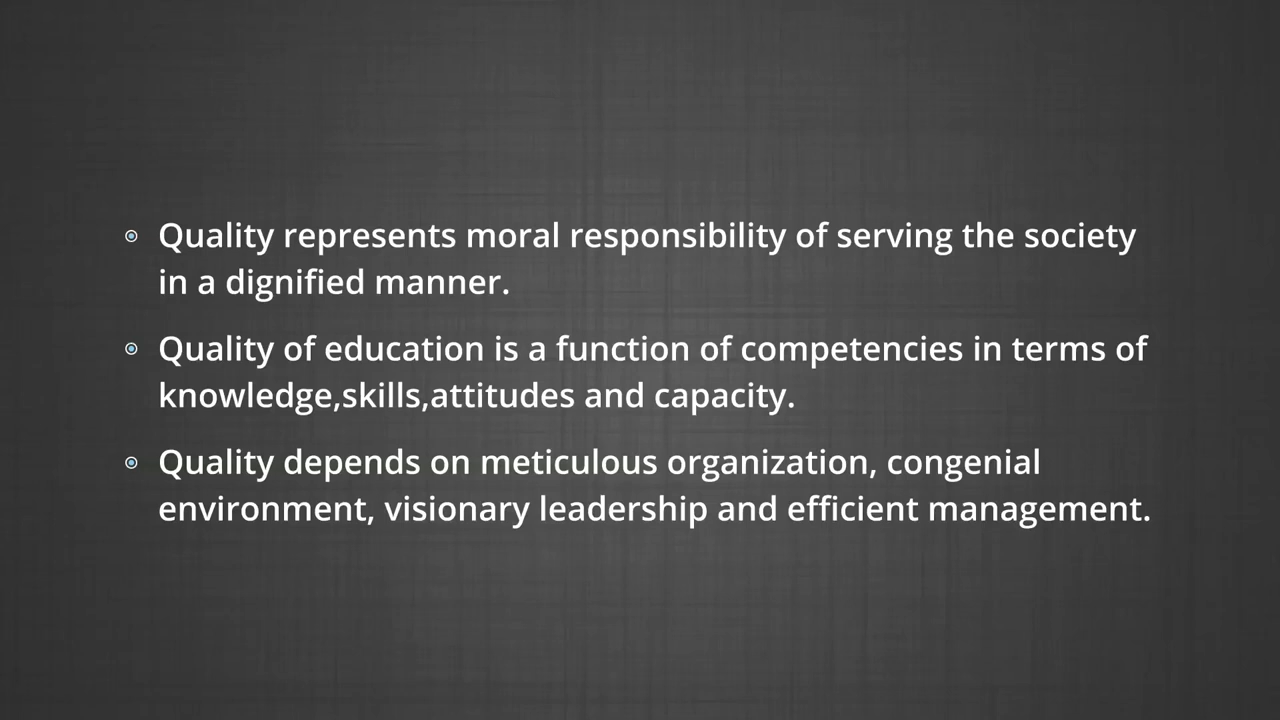 Quality represents moral responsibility of serving the society
in a dignified manner.
Quality of education is a function of competencies in terms of
knowledge,skills,attitudes and capacity.
Quality depends on meticulous organization, congenial
environment, visionary leadership and efficient management.